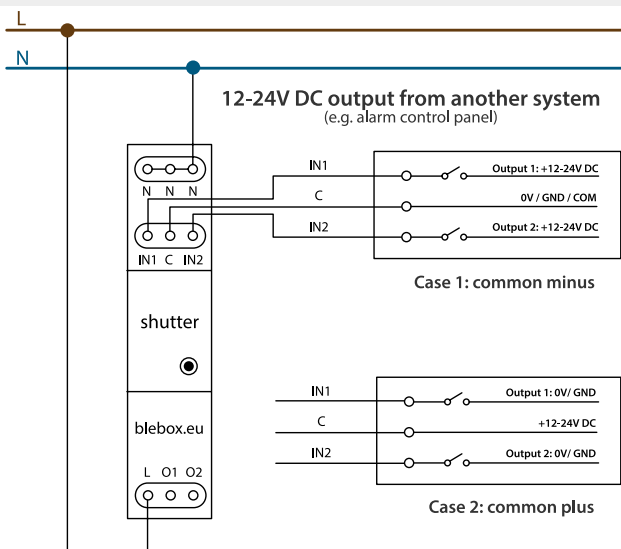 L
N
12-24V DC output from another system
(e.g. alarm control panel)
N N N
IN1 C IN2
shutter
blebox.eu
L O1 O2
IN1
C
IN2
Output 1: +12-24V DC
0V / GND / COM
Output 2: +12-24V DC
Case 1: common minus
IN1
C
IN2
Output 1: 0V/ GND
+12-24V DC
Output 2: 0V/ GND
Case 2: common plus